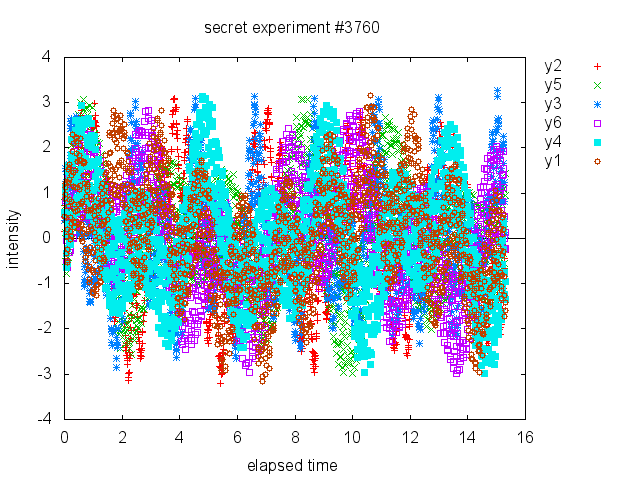 secret experiment #3760
4
3
2
1
0
-1
-2
-3
-4
0 2 4 6 8 10 12 14 16
intensity
elapsed time
y2
y5
y3
y6
y4
y1